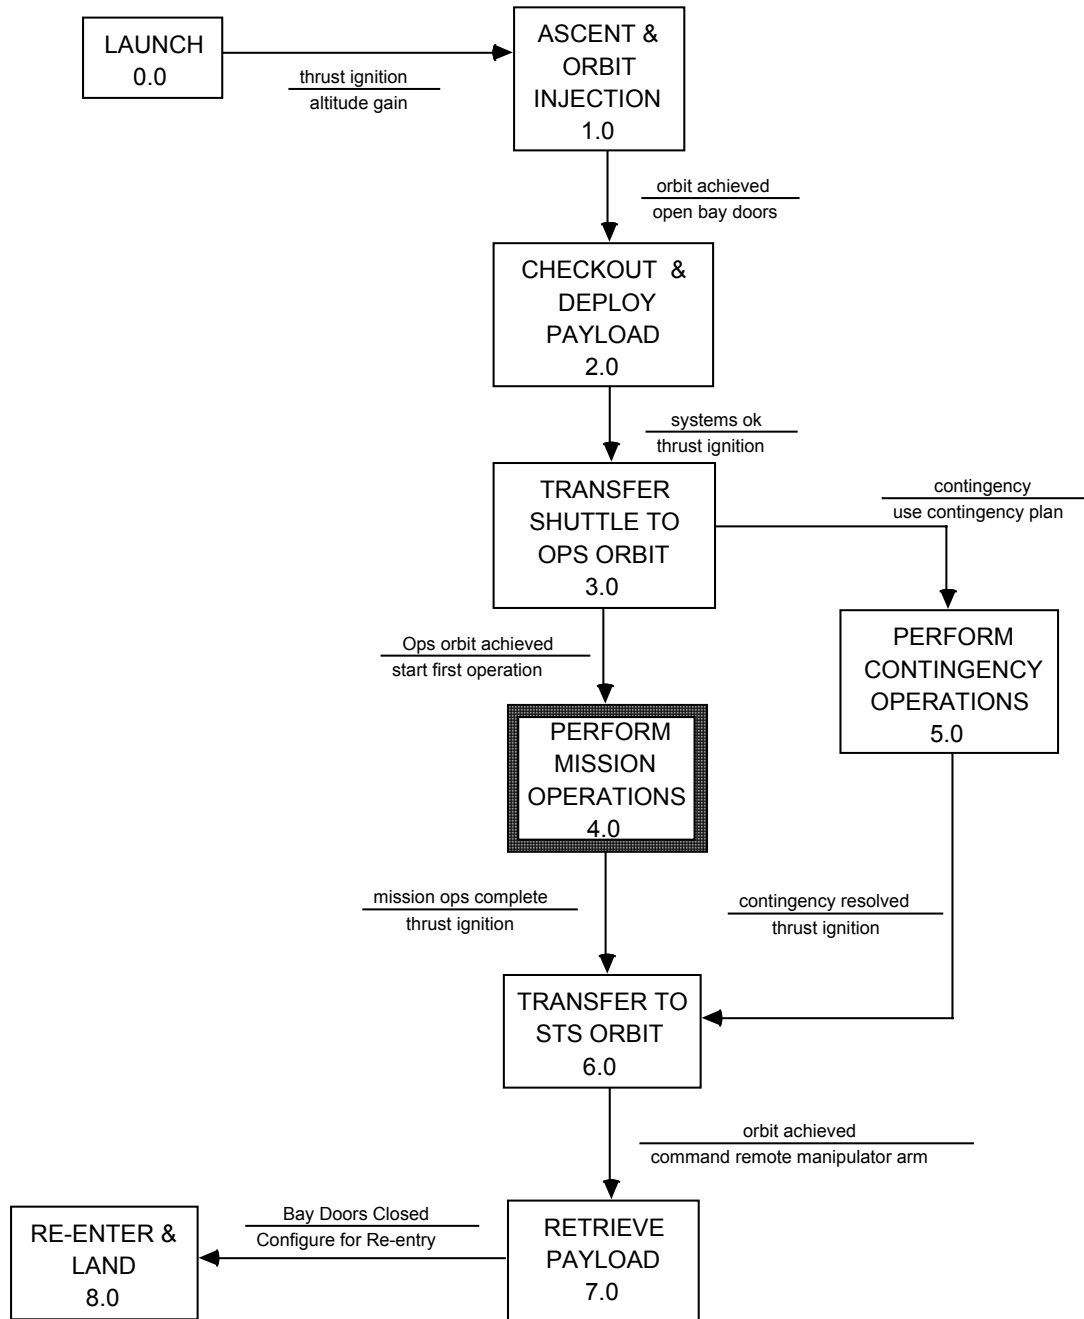 LAUNCH
0.0
thrust ignition
altitude gain
ASCENT &
ORBIT
INJECTION
1.0
orbit achieved
open bay doors
CHECKOUT &
DEPLOY
PAYLOAD
2.0
systems ok
thrust ignition
TRANSFER
SHUTTLE TO
OPS ORBIT
3.0
contingency
use contingency plan
Ops orbit achieved
start first operation
PERFORM
CONTINGENCY
OPERATIONS
5.0
PERFORM
MISSION
OPERATIONS
4.0
mission ops complete
thrust ignition
contingency resolved
thrust ignition
TRANSFER TO
STS ORBIT
6.0
orbit achieved
command remote manipulator arm
RETRIEVE
PAYLOAD
7.0
Bay Doors Closed
Configure for Re-entry
RE-ENTER &
LAND
8.0